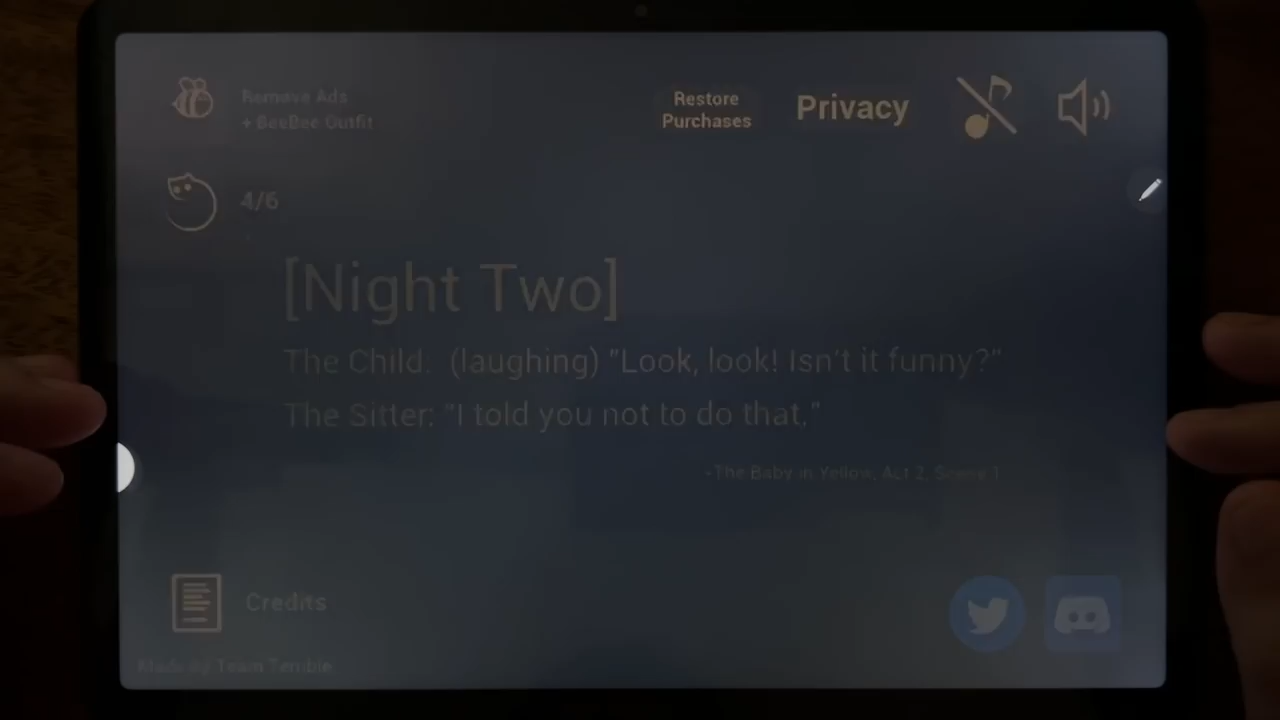 Remove Ads
+ BeeBee Outfit
Restore
Purchases
Privacy
4/6
[Night Two]
The Child: (laughing) "Look, look! Isn't it funny?"
The Sitter: "I told you not to do that,"
-The Baby in Yellow, Act 2, Scene 1
Credits
Made by Team Terrible